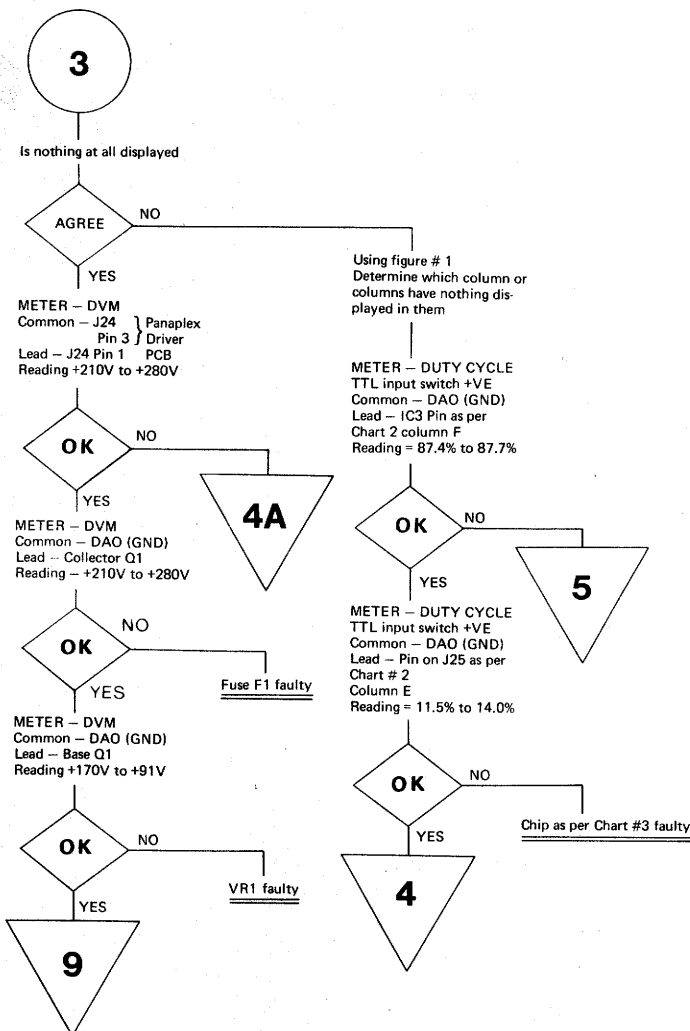 3
Is nothing at all displayed
AGREE
NO
YES
METER – DVM
Common – J24
Pin 3 } Panaplex
Driver
Lead – J24 Pin 1 PCB
Reading +210V to +280V
OK
NO
4A
YES
METER – DVM
Common – DAO (GND)
Lead – Collector Q1
Reading – +210V to +280V
OK
NO
Fuse F1 faulty
YES
METER – DVM
Common – DAO (GND)
Lead – Base Q1
Reading +170V to +91V
OK
NO
VR1 faulty
YES
9
Using figure # 1
Determine which column or
columns have nothing dis-
played in them
METER – DUTY CYCLE
TTL input switch +VE
Common – DAO (GND)
Lead – IC3 Pin as per
Chart 2 column F
Reading = 87.4% to 87.7%
OK
NO
5
YES
METER – DUTY CYCLE
TTL input switch +VE
Common – DAO (GND)
Lead – Pin on J25 as per
Chart # 2
Column E
Reading = 11.5% to 14.0%
OK
NO
Chip as per Chart #3 faulty
YES
4